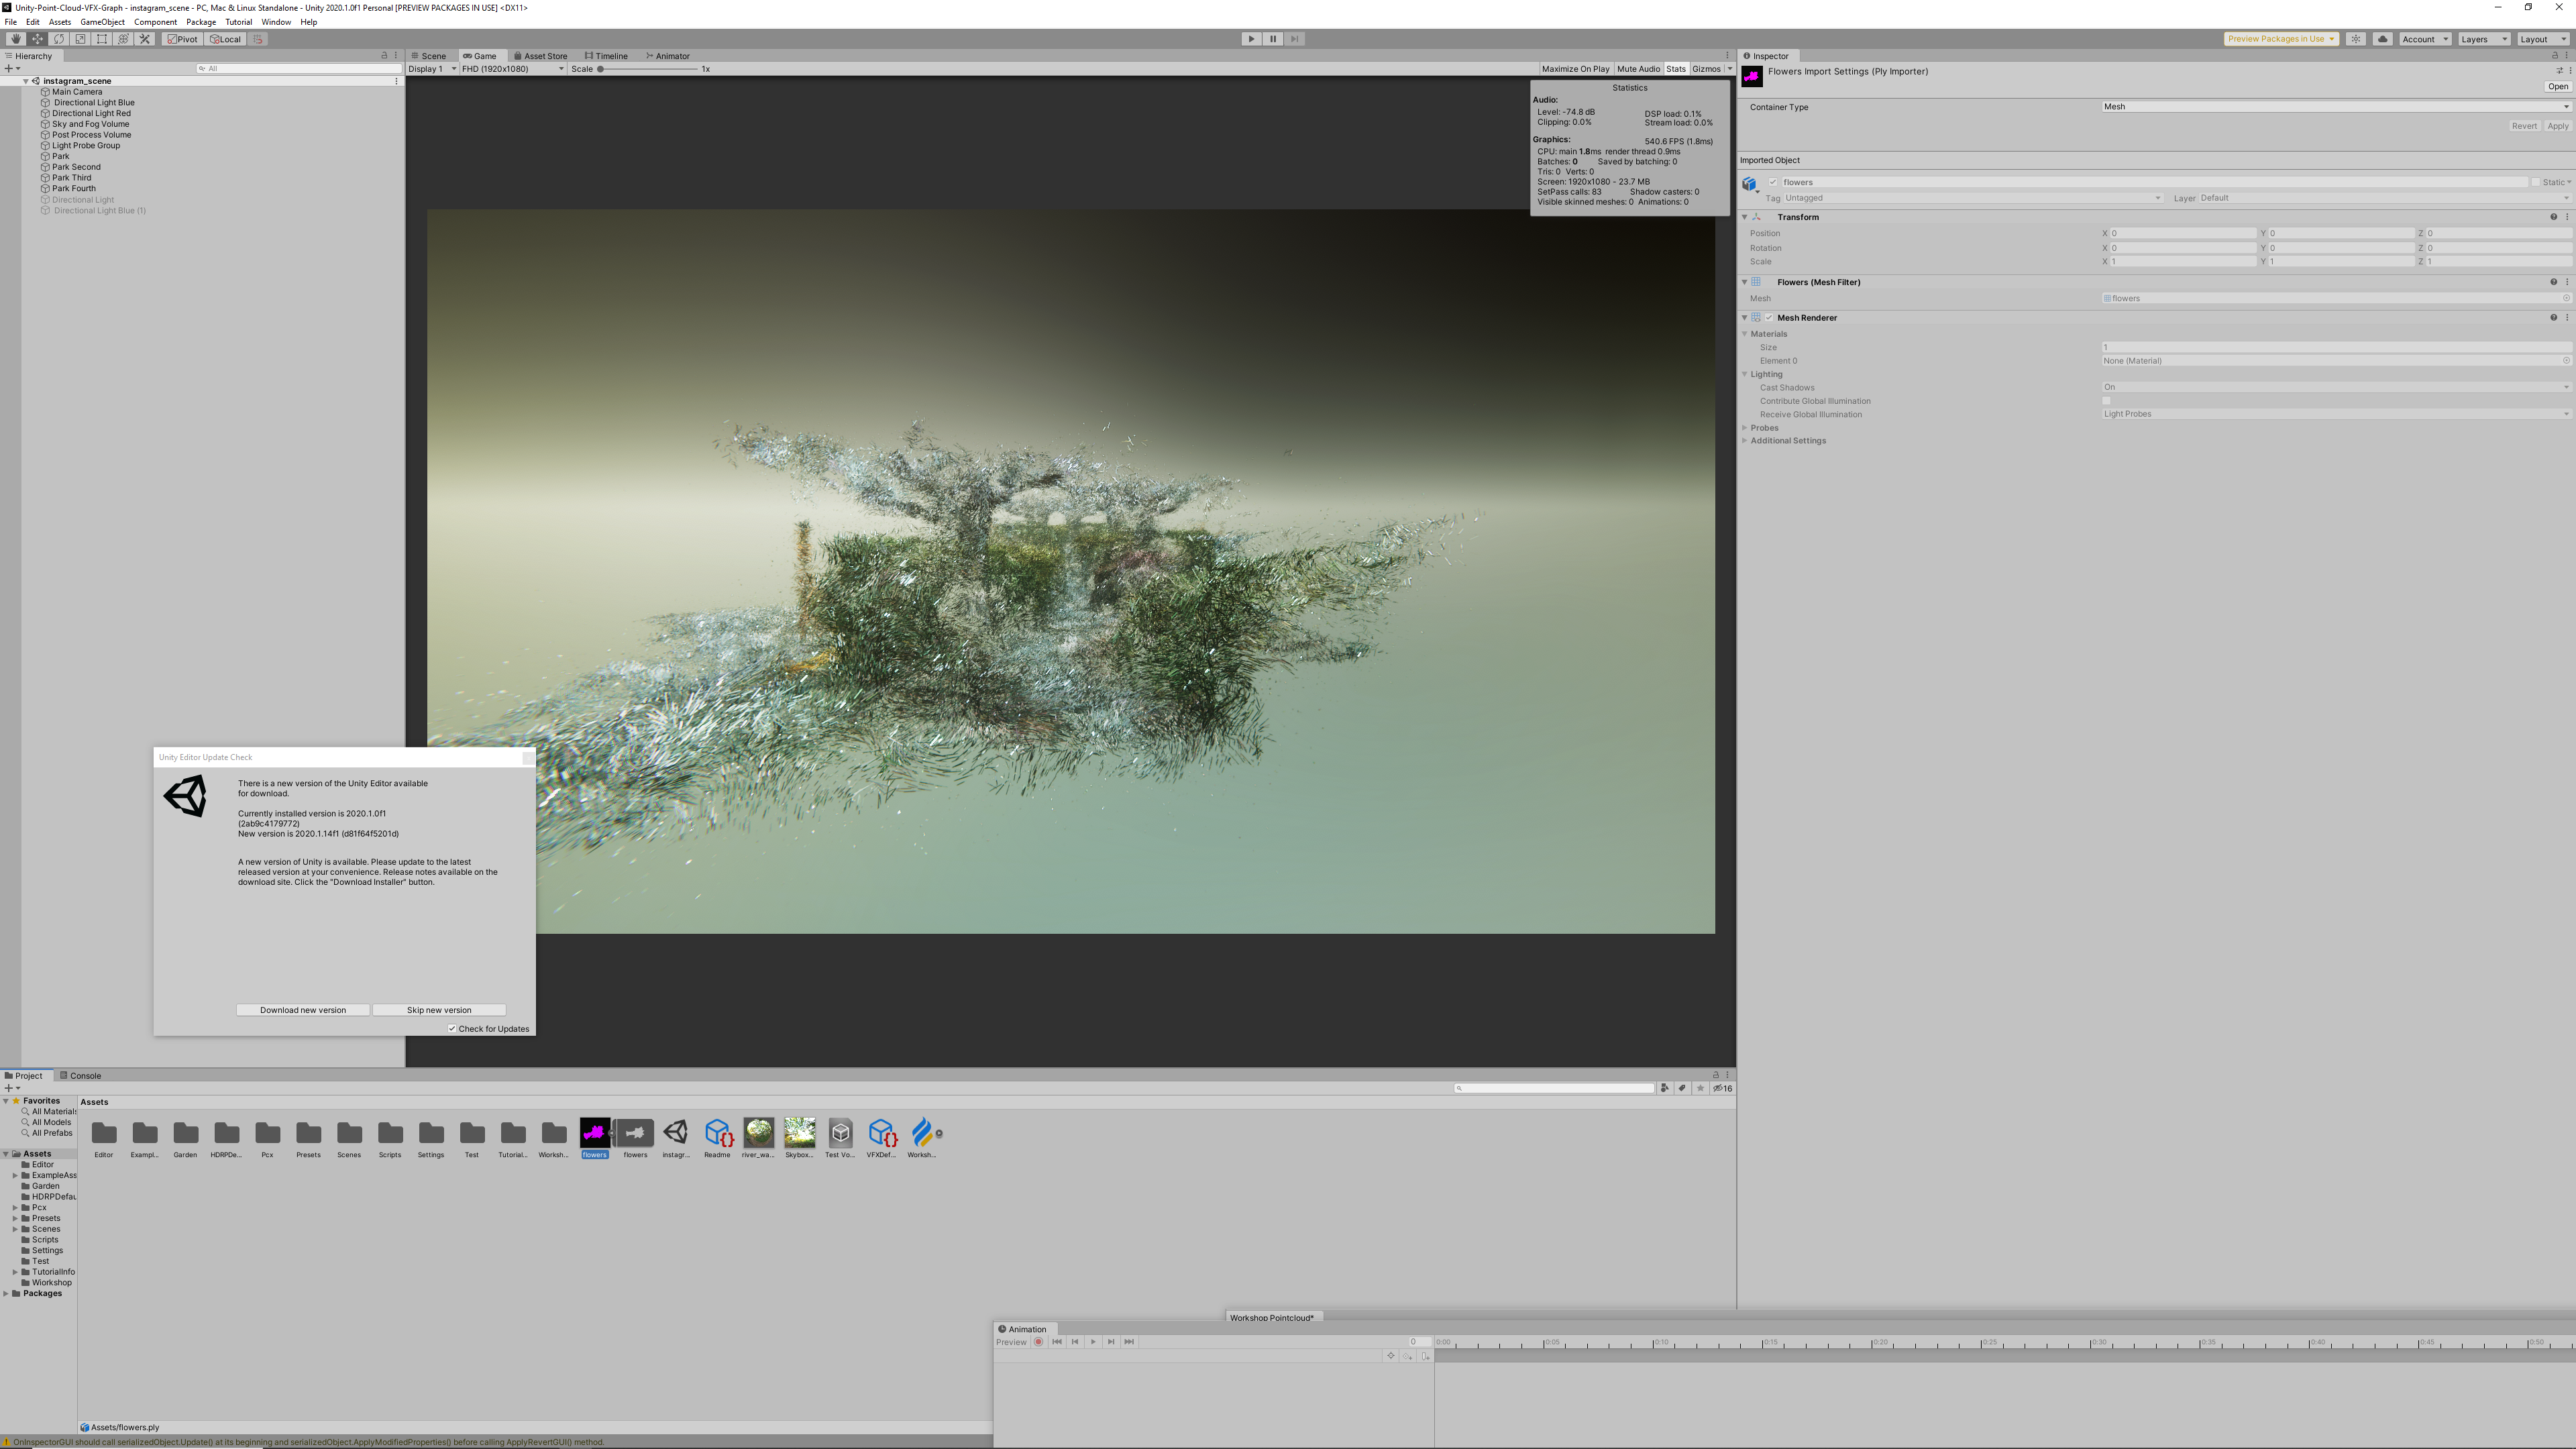 Unity-Point-Cloud-VFX-Graph - instagram_scene - PC, Mac & Linux Standalone - Unity 2020.1.0f1 Personal [PREVIEW PACKAGES IN USE] <DX11>
File Edit Assets GameObject Component Package Tutorial Window Help
Pivot Local Preview Packages in Use Account Layers Layout
Hierarchy
All
instagram_scene
Main Camera
Directional Light Blue
Directional Light Red
Sky and Fog Volume
Post Process Volume
Light Probe Group
Park
Park Second
Park Third
Park Fourth
Directional Light
Directional Light Blue (1)
Scene Game Asset Store Timeline Animator
Display 1 FHD (1920x1080) Scale 1x Maximize On Play Mute Audio Stats Gizmos
Statistics
Audio:
Level: -74.8 dB DSP load: 0.1%
Clipping: 0.0% Stream load: 0.0%
Graphics: 540.6 FPS (1.8ms)
CPU: main 1.8ms render thread 0.9ms
Batches: 0 Saved by batching: 0
Tris: 0 Verts: 0
Screen: 1920x1080 - 23.7 MB
SetPass calls: 83 Shadow casters: 0
Visible skinned meshes: 0 Animations: 0
Inspector
Flowers Import Settings (Ply Importer)
Open
Container Type Mesh
Revert Apply
Imported Object
flowers Static
Tag Untagged Layer Default
Transform
Position X 0 Y 0 Z 0
Rotation X 0 Y 0 Z 0
Scale X 1 Y 1 Z 1
Flowers (Mesh Filter)
Mesh flowers
Mesh Renderer
Materials
Size 1
Element 0 None (Material)
Lighting
Cast Shadows On
Contribute Global Illumination
Receive Global Illumination Light Probes
Probes
Additional Settings
Unity Editor Update Check
There is a new version of the Unity Editor available
for download.
Currently installed version is 2020.1.0f1
(2ab9c4179772)
New version is 2020.1.14f1 (d81f64f5201d)
A new version of Unity is available. Please update to the latest
released version at your convenience. Release notes available on the
download site. Click the "Download Installer" button.
Download new version Skip new version
Check for Updates
Project Console
16
Favorites
All Materials
All Models
All Prefabs
Assets
Editor
ExampleAss
Garden
HDRPDefau
Pcx
Presets
Scenes
Scripts
Settings
Test
TutorialInfo
Wiorkshop
Packages
Assets
Editor Exampl... Garden HDRPDe... Pcx Presets Scenes Scripts Settings Test Tutorial... Worksh... flowers flowers instagr... Readme river_wa... Skybox... Test Vo... VFXDef... Worksh...
Assets/flowers.ply
Workshop Pointcloud*
Animation
Preview 0 0:00 0:05 0:10 0:15 0:20 0:25 0:30 0:35 0:40 0:45 0:50
OnInspectorGUI should call serializedObject.Update() at its beginning and serializedObject.ApplyModifiedProperties() before calling ApplyRevertGUI() method.